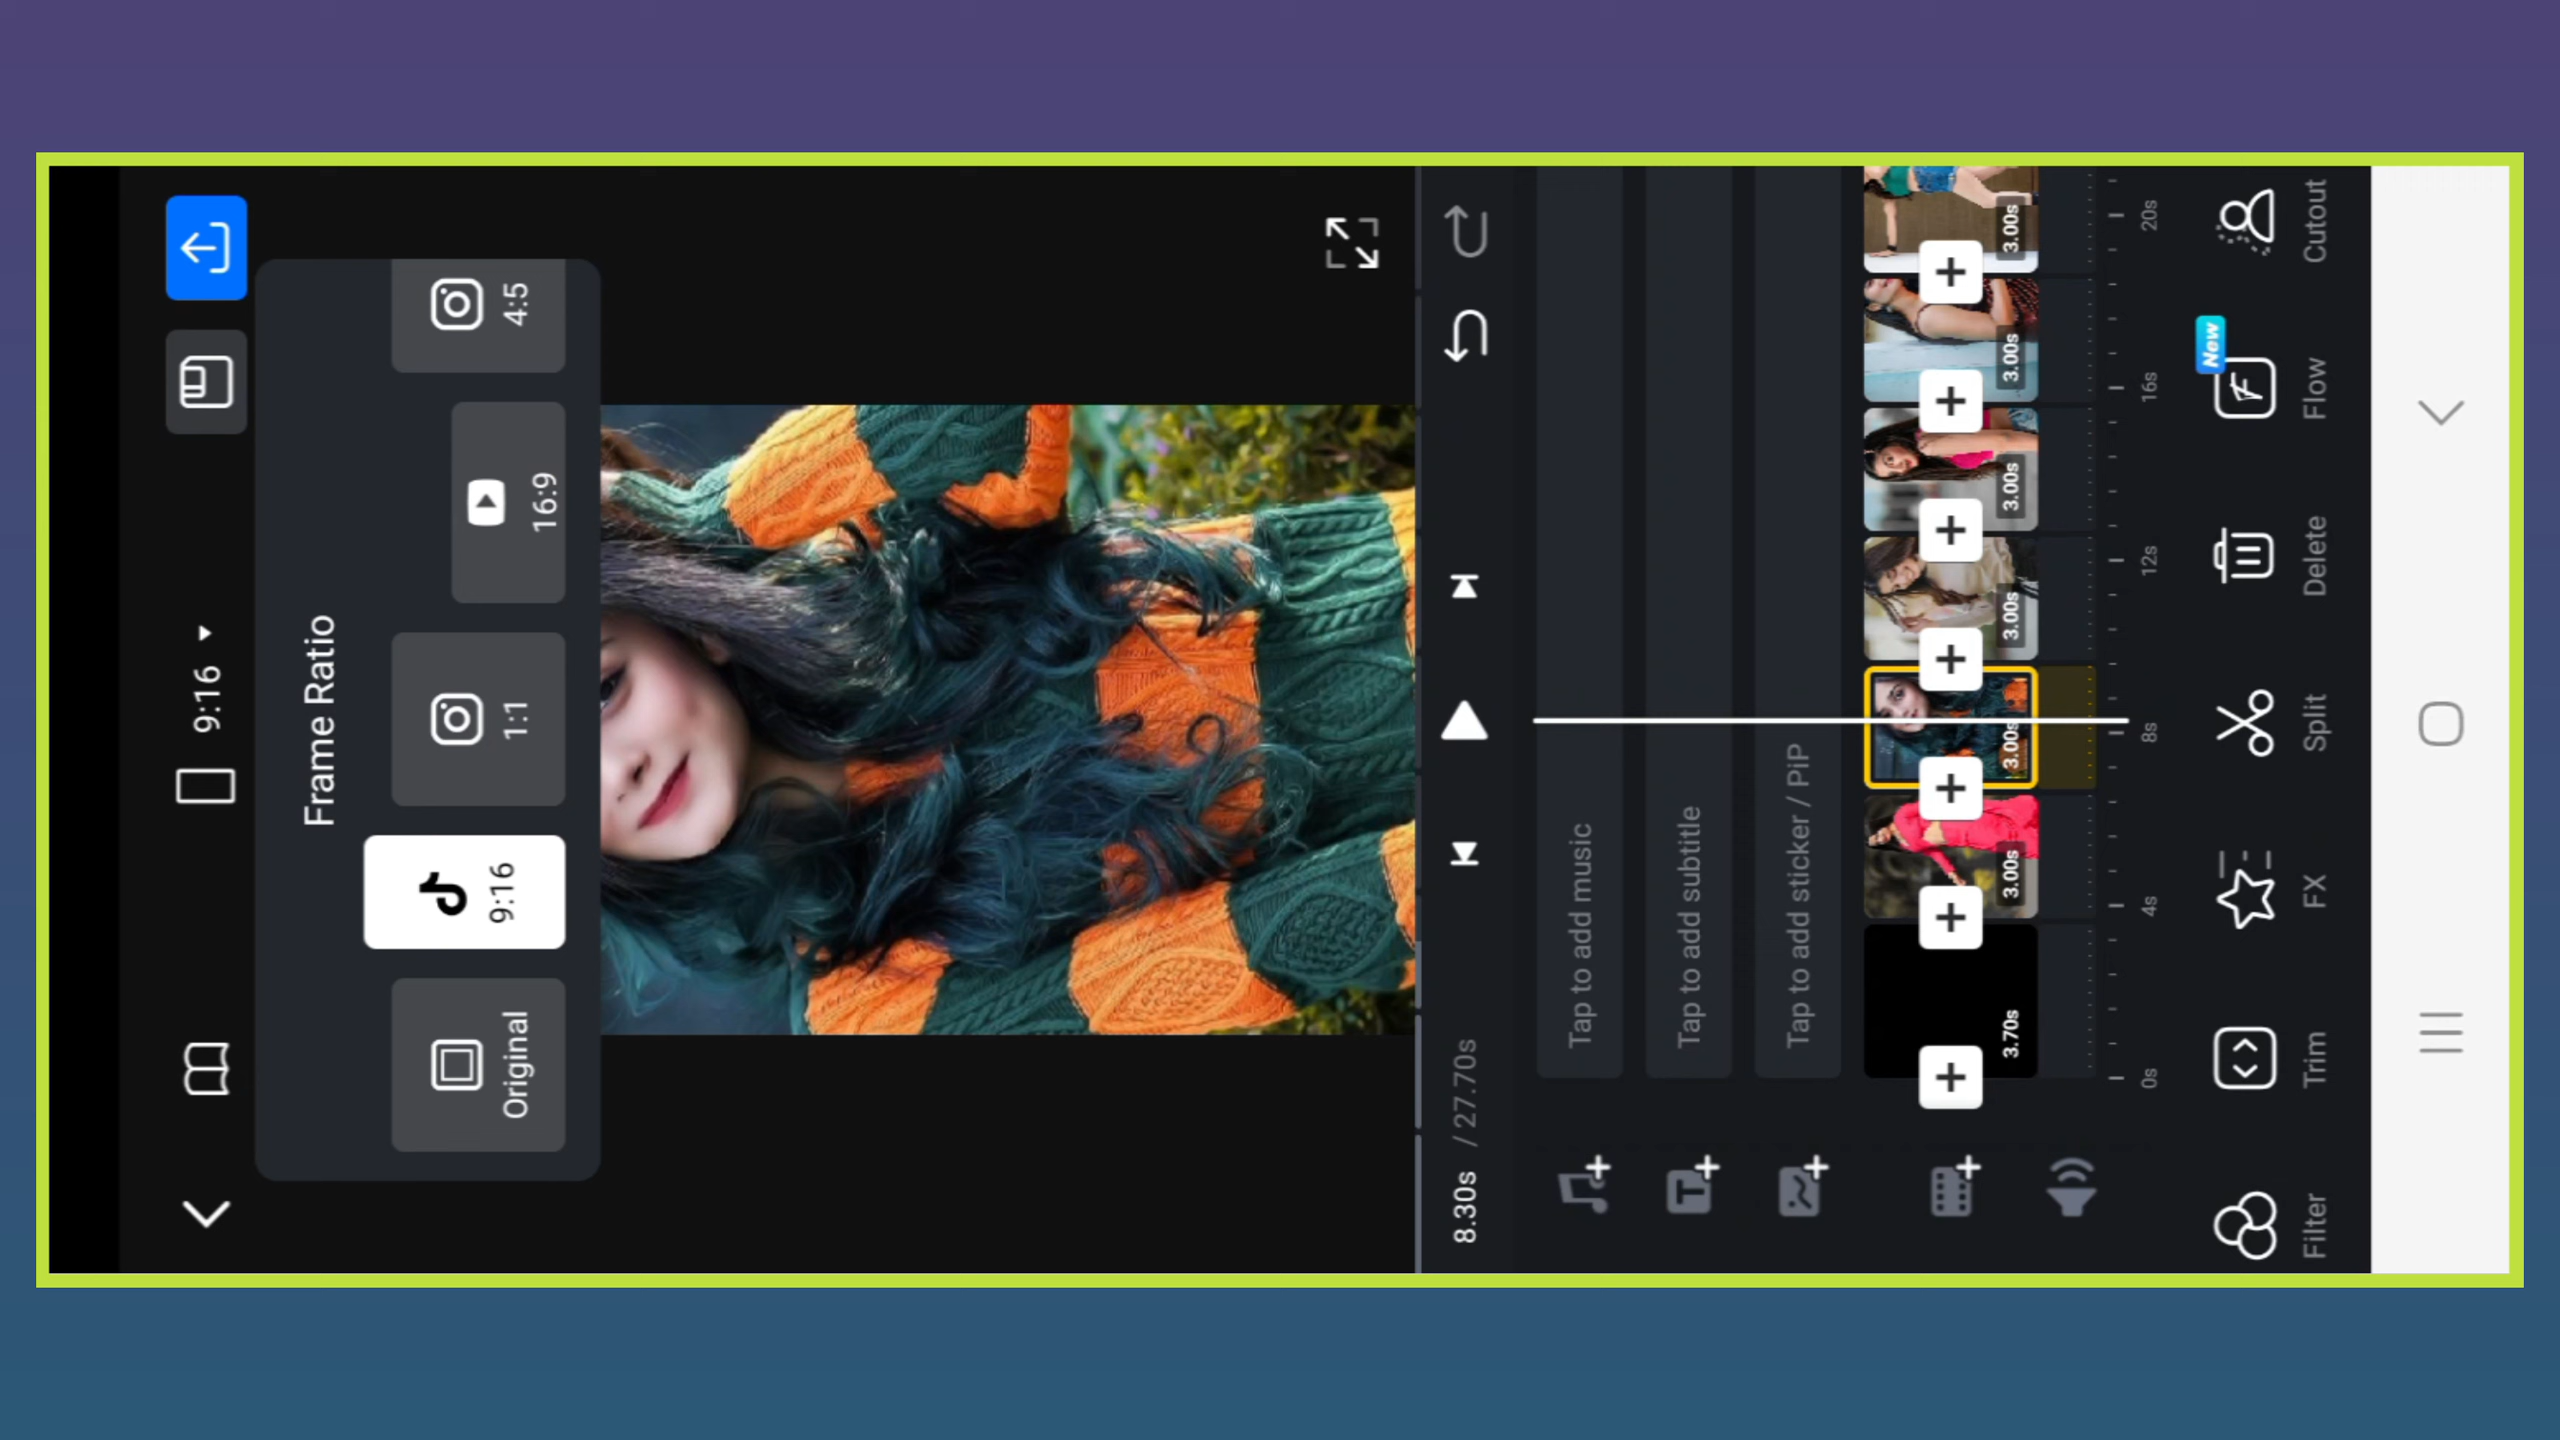 9:16
Frame Ratio
Original
9:16
1:1
16:9
4:5
8.30s / 27.70s
Tap to add music
Tap to add subtitle
Tap to add sticker / PiP
3.70s
3.00s
3.00s
3.00s
3.00s
3.00s
3.00s
0s
4s
8s
12s
16s
20s
New
Filter
Trim
FX
Split
Delete
Flow
Cutout